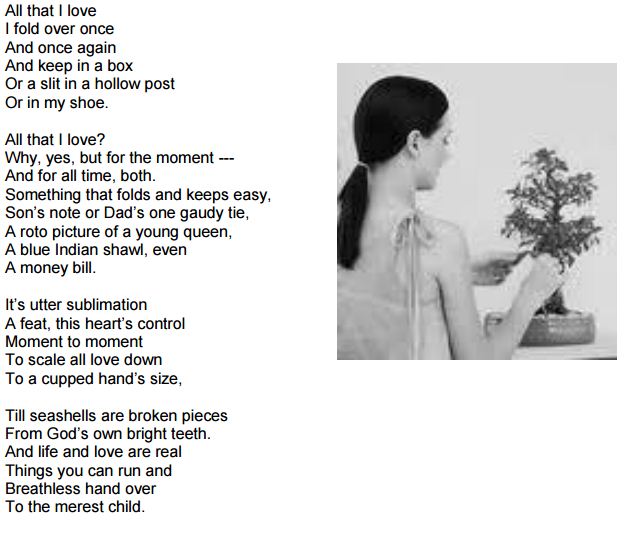 All that I love
I fold over once
And once again
And keep in a box
Or a slit in a hollow post
Or in my shoe.
All that I love?
Why, yes, but for the moment ---
And for all time, both.
Something that folds and keeps easy,
Son’s note or Dad’s one gaudy tie,
A roto picture of a young queen,
A blue Indian shawl, even
A money bill.
It’s utter sublimation
A feat, this heart’s control
Moment to moment
To scale all love down
To a cupped hand’s size,
Till seashells are broken pieces
From God’s own bright teeth.
And life and love are real
Things you can run and
Breathless hand over
To the merest child.